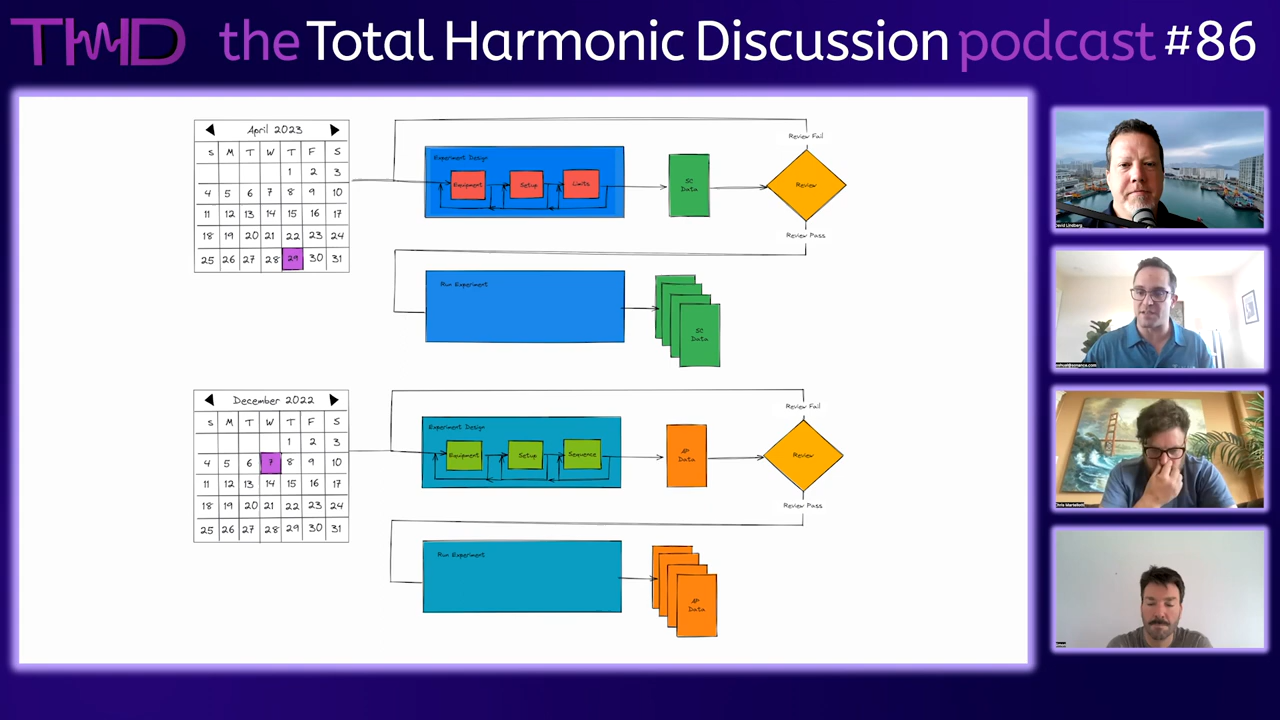 THD the Total Harmonic Discussion podcast #86
April 2023
S M T W T F S
1 2 3
4 5 6 7 8 9 10
11 12 13 14 15 16 17
18 19 20 21 22 23 24
25 26 27 28 29 30 31
Experiment Design
Equipment
Setup
Limits
SC
Data
Review Fail
Review
Review Pass
Run Experiment
SC
Data
December 2022
S M T W T F S
1 2 3
4 5 6 7 8 9 10
11 12 13 14 15 16 17
18 19 20 21 22 23 24
25 26 27 28 29 30 31
Experiment Design
Equipment
Setup
Sequence
AP
Data
Review Fail
Review
Review Pass
Run Experiment
AP
Data
David Lindberg
Chris Martellotti